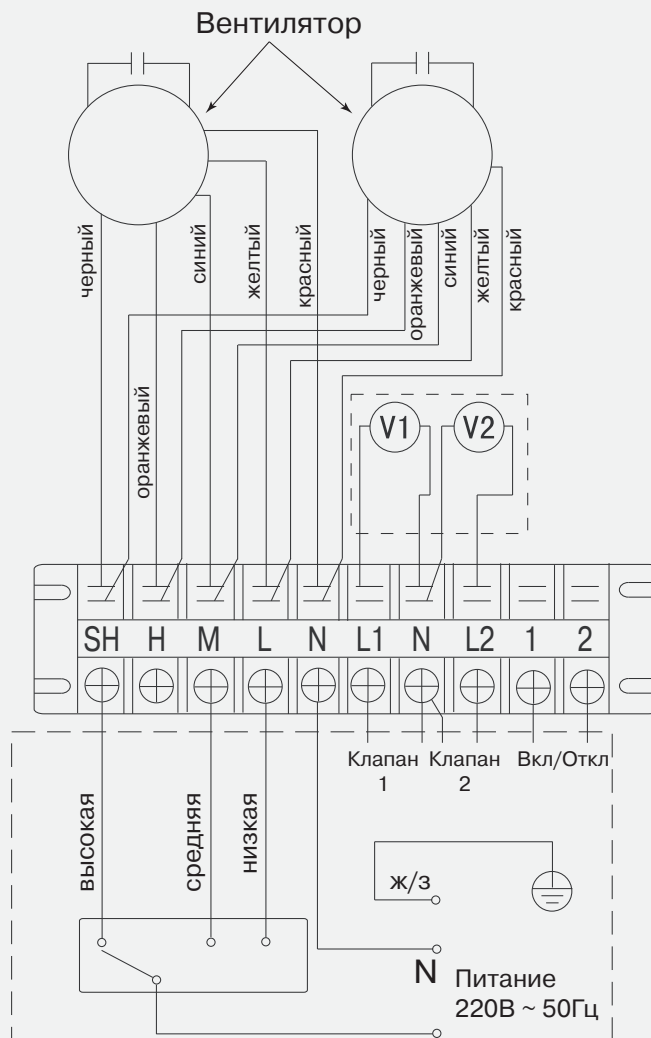 Вентилятор
черный
оранжевый
синий
желтый
красный
черный
оранжевый
синий
желтый
красный
V1 V2
SH H M L N L1 N L2 1 2
Клапан 1
Клапан 2
Вкл/Откл
высокая
средняя
низкая
ж/з
N
Питание
220В ~ 50Гц